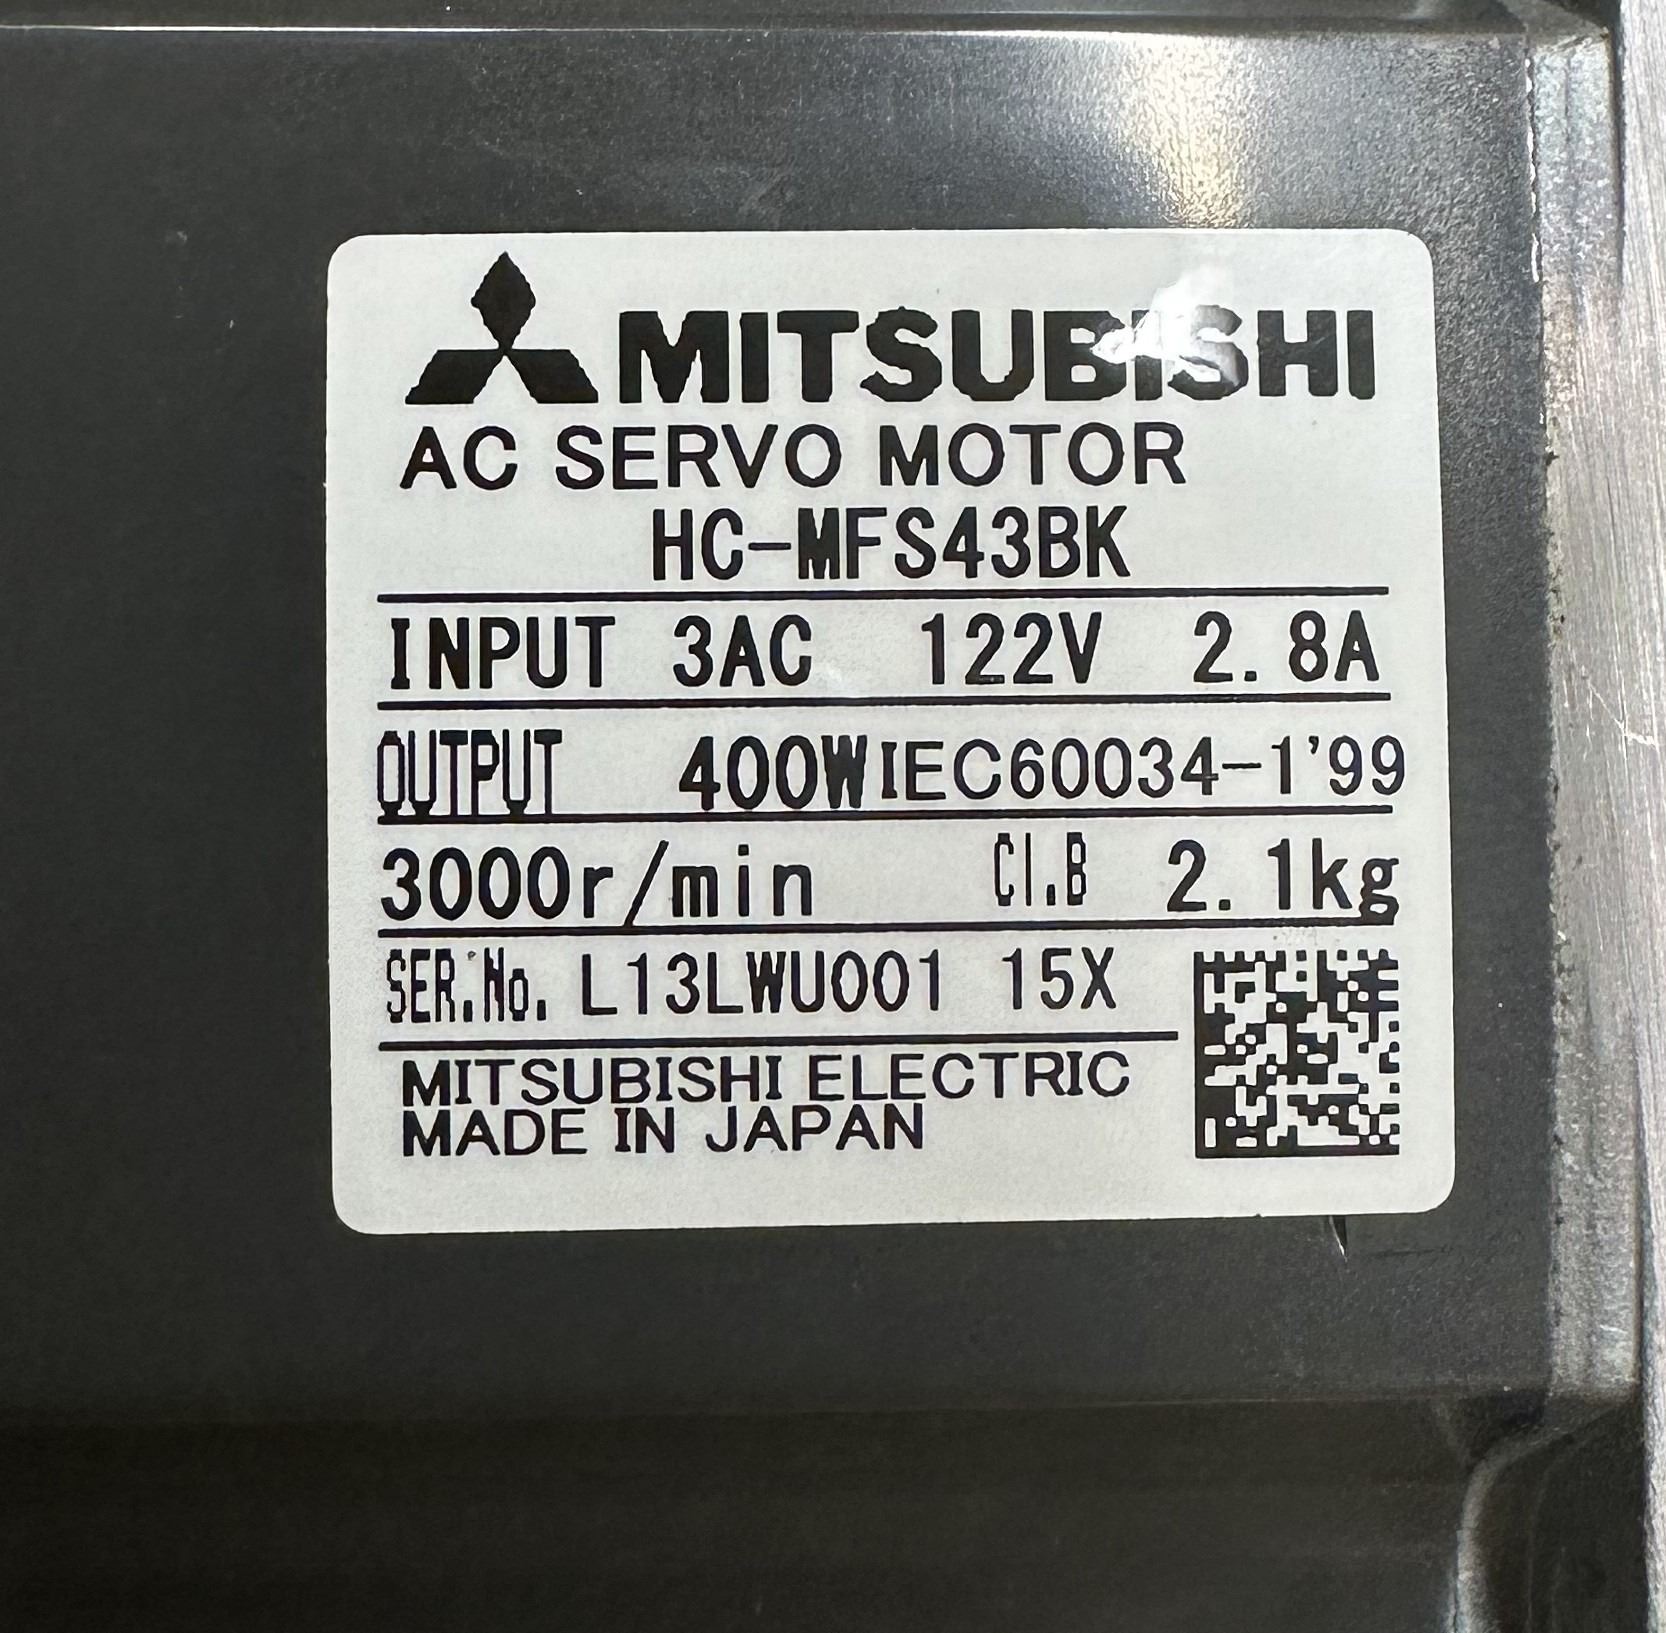 MITSUBISHI
AC SERVO MOTOR
HC-MFS43BK
INPUT 3AC 122V 2.8A
OUTPUT 400W IEC60034-1'99
3000r/min CI.B 2.1kg
SER.No. L13LWU001 15X
MITSUBISHI ELECTRIC
MADE IN JAPAN